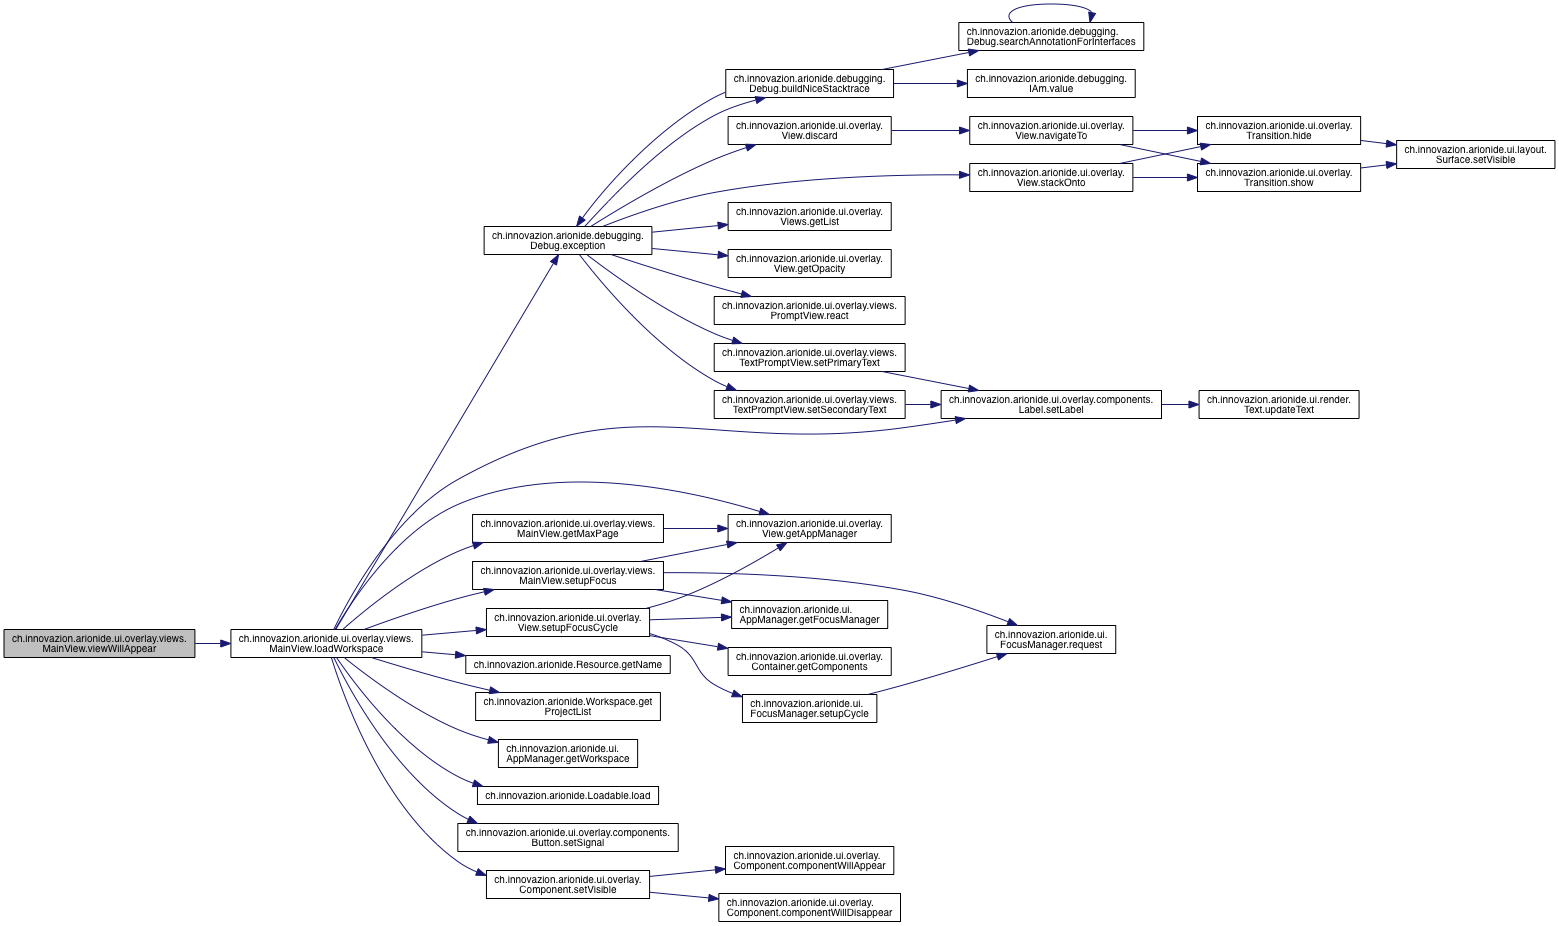 ch.innovazion.arionide.debugging.
Debug.searchAnnotationForInterfaces
ch.innovazion.arionide.debugging.
Debug.buildNiceStacktrace
ch.innovazion.arionide.debugging.
IAm.value
ch.innovazion.arionide.ui.overlay.
View.discard
ch.innovazion.arionide.ui.overlay.
View.navigateTo
ch.innovazion.arionide.ui.overlay.
Transition.hide
ch.innovazion.arionide.ui.layout.
Surface.setVisible
ch.innovazion.arionide.ui.overlay.
View.stackOnto
ch.innovazion.arionide.ui.overlay.
Transition.show
ch.innovazion.arionide.ui.overlay.
Views.getList
ch.innovazion.arionide.debugging.
Debug.exception
ch.innovazion.arionide.ui.overlay.
View.getOpacity
ch.innovazion.arionide.ui.overlay.views.
PromptView.react
ch.innovazion.arionide.ui.overlay.views.
TextPromptView.setPrimaryText
ch.innovazion.arionide.ui.overlay.views.
TextPromptView.setSecondaryText
ch.innovazion.arionide.ui.overlay.components.
Label.setLabel
ch.innovazion.arionide.ui.render.
Text.updateText
ch.innovazion.arionide.ui.overlay.views.
MainView.getMaxPage
ch.innovazion.arionide.ui.overlay.
View.getAppManager
ch.innovazion.arionide.ui.overlay.views.
MainView.setupFocus
ch.innovazion.arionide.ui.
AppManager.getFocusManager
ch.innovazion.arionide.ui.overlay.
View.setupFocusCycle
ch.innovazion.arionide.ui.overlay.views.
MainView.viewWillAppear
ch.innovazion.arionide.ui.overlay.views.
MainView.loadWorkspace
ch.innovazion.arionide.ui.
FocusManager.request
ch.innovazion.arionide.Resource.getName
ch.innovazion.arionide.ui.overlay.
Container.getComponents
ch.innovazion.arionide.Workspace.get
ProjectList
ch.innovazion.arionide.ui.
FocusManager.setupCycle
ch.innovazion.arionide.ui.
AppManager.getWorkspace
ch.innovazion.arionide.Loadable.load
ch.innovazion.arionide.ui.overlay.components.
Button.setSignal
ch.innovazion.arionide.ui.overlay.
Component.setVisible
ch.innovazion.arionide.ui.overlay.
Component.componentWillAppear
ch.innovazion.arionide.ui.overlay.
Component.componentWillDisappear